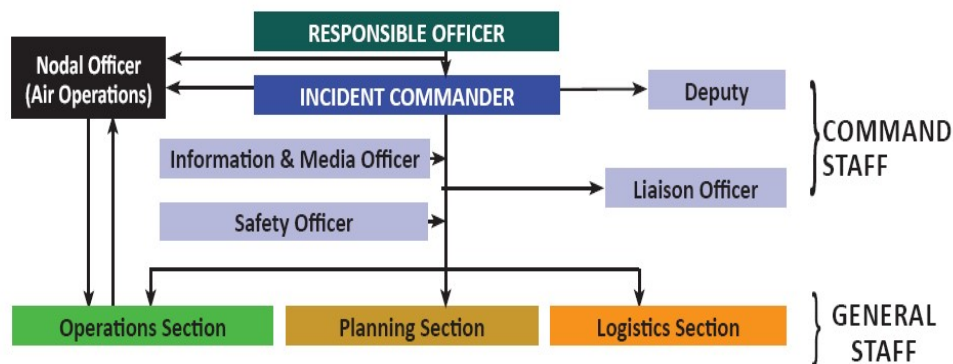 RESPONSIBLE OFFICER
Nodal Officer
(Air Operations)
INCIDENT COMMANDER
Deputy
COMMAND
STAFF
Information & Media Officer
Liaison Officer
Safety Officer
Operations Section
Planning Section
Logistics Section
GENERAL
STAFF